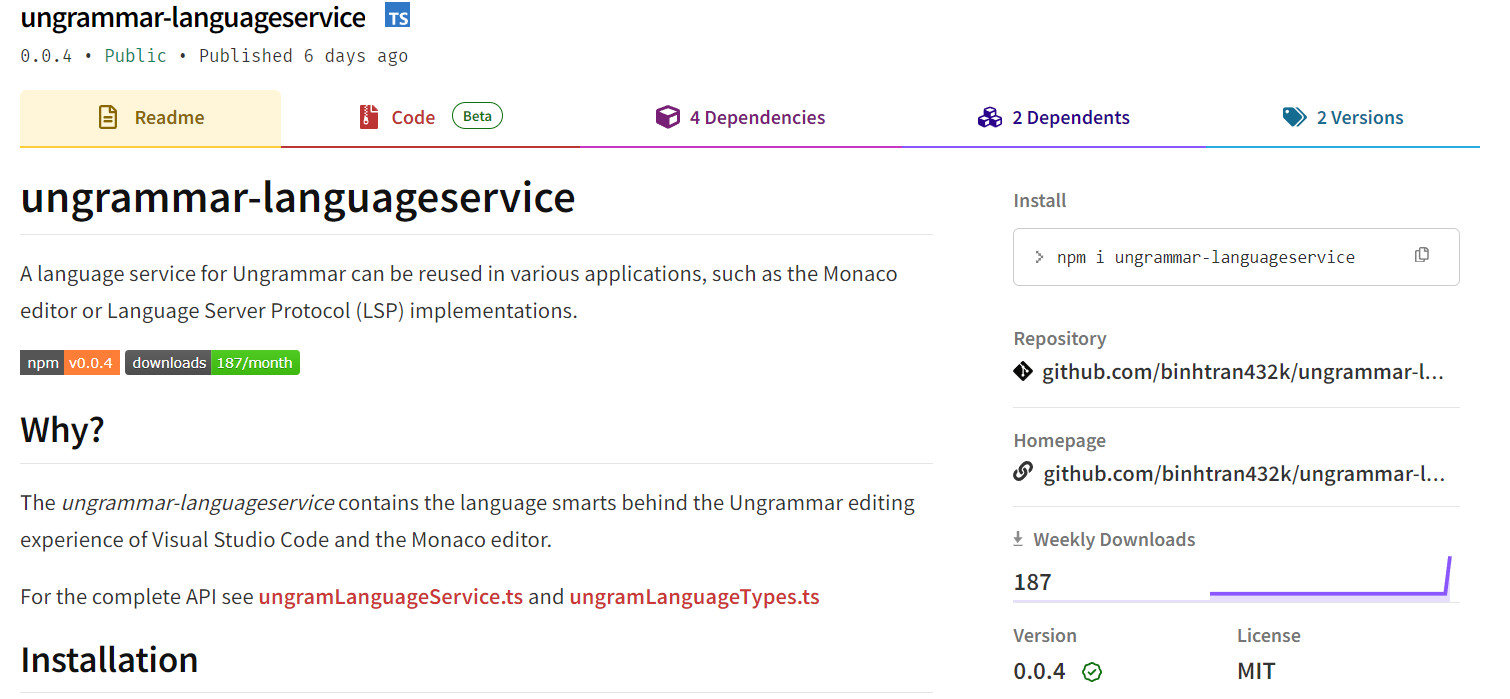 ungrammar-languageservice TS
0.0.4 • Public • Published 6 days ago
Readme
Code Beta
4 Dependencies
2 Dependents
2 Versions
ungrammar-languageservice
A language service for Ungrammar can be reused in various applications, such as the Monaco
editor or Language Server Protocol (LSP) implementations.
npm v0.0.4 downloads 187/month
Why?
The ungrammar-languageservice contains the language smarts behind the Ungrammar editing
experience of Visual Studio Code and the Monaco editor.
For the complete API see ungramLanguageService.ts and ungramLanguageTypes.ts
Installation
Install
> npm i ungrammar-languageservice
Repository
github.com/binhtran432k/ungrammar-l...
Homepage
github.com/binhtran432k/ungrammar-l...
Weekly Downloads
187
Version
0.0.4
License
MIT